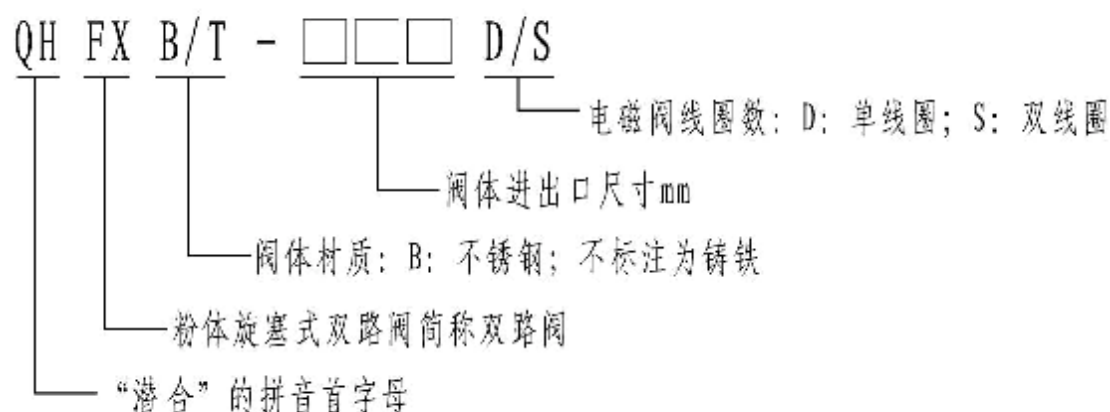 QH FX B/T - □□□ D/S
电磁阀线圈数: D: 单线圈; S: 双线圈
阀体进出口尺寸mm
阀体材质: B: 不锈钢; 不标注为铸铁
粉体旋塞式双路阀简称双路阀
“潜合”的拼音首字母